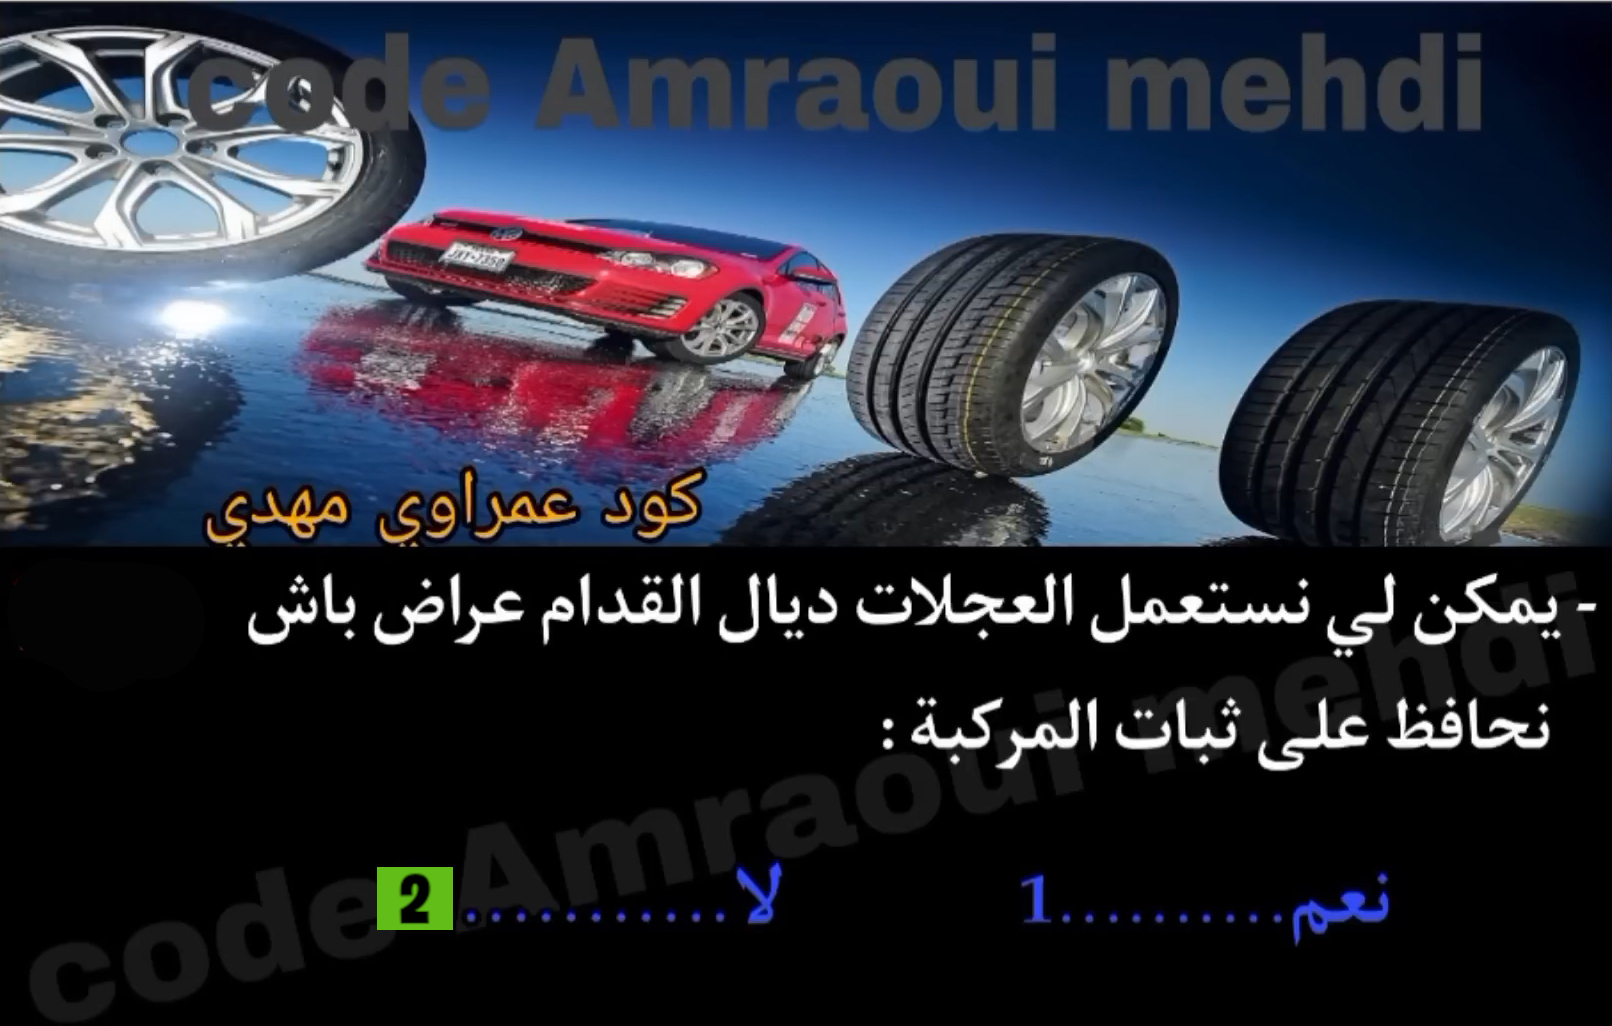 code Amraoui mehdi
كود عمراوي مهدي
- يمكن لي نستعمل العجلات ديال القدام عراض باش
نحافظ على ثبات المركبة :
نعم..........1
لا...........2
code Amraoui mehdi